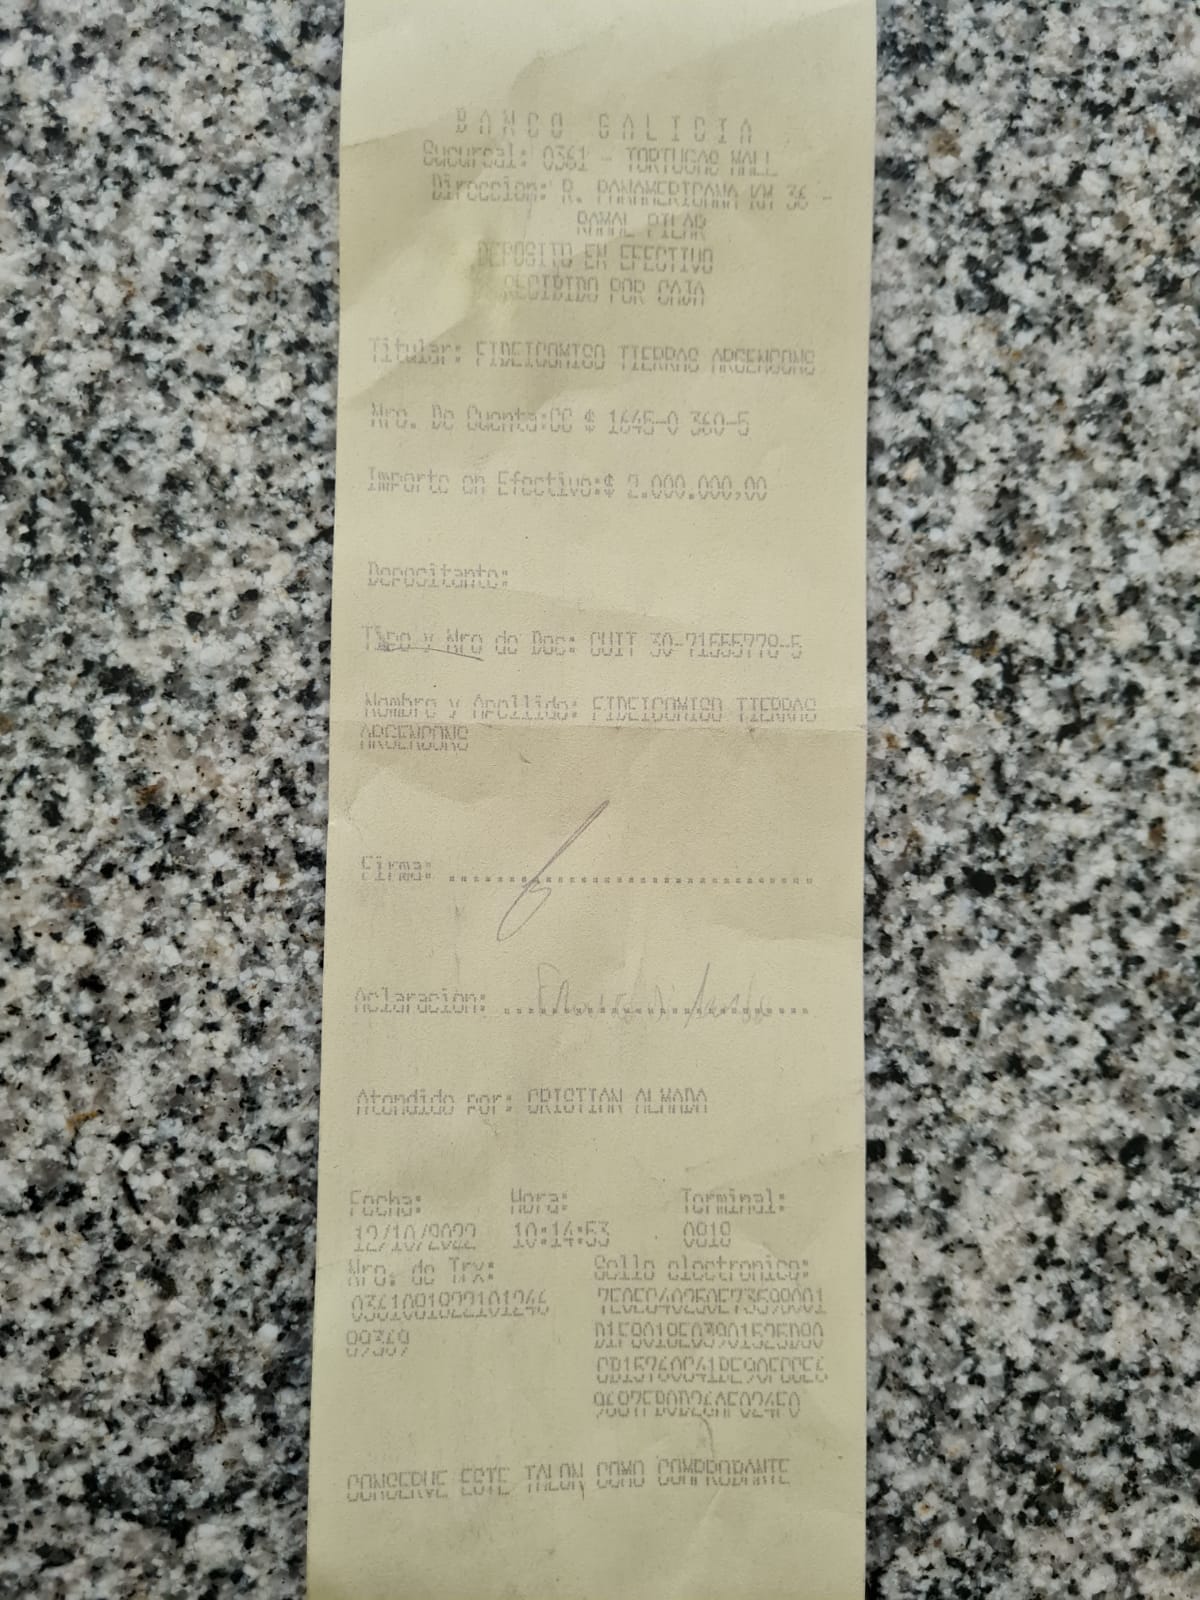 BANCO GALICIA
Sucursal: 0361 - TORTUGAS MALL
Direccion: R. PANAMERICANA KM 36 -
RAMAL PILAR
DEPOSITO EN EFECTIVO
RECIBIDO POR CAJA
Titular: FIDEICOMISO TIERRAS ARGENCONS
Nro. De Cuenta:CC $ 1645-0 360-5
Importe en Efectivo:$ 2.000.000,00
Depositante:
Tipo y Nro de Doc: CUIT 30-71555778-5
Nombre y Apellido: FIDEICOMISO TIERRAS
ARGENCONS
Firma:
Aclaracion:
Atendido por: CRISTIAN ALMADA
Fecha: Hora: Terminal:
12/10/2022 10:14:53 0818
Nro. de Trx: Sello electronico:
CONSERVE ESTE TALON COMO COMPROBANTE